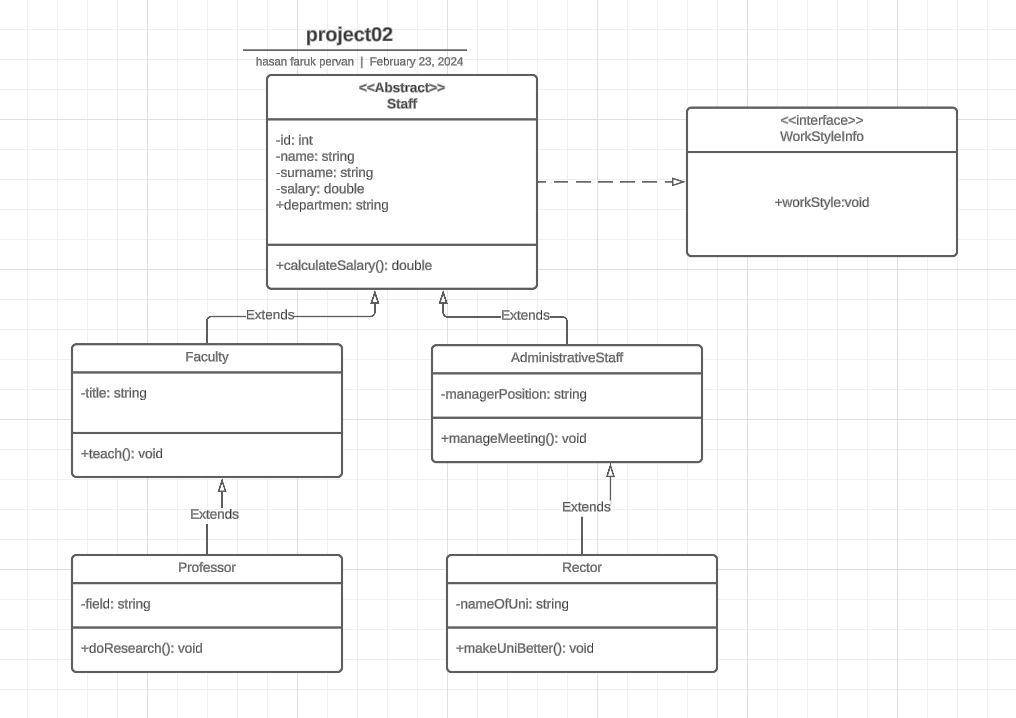 project02
hasan faruk pervan | February 23, 2024
<<Abstract>>
Staff
-id: int
-name: string
-surname: string
-salary: double
+departmen: string
+calculateSalary(): double
<<interface>>
WorkStyleInfo
+workStyle:void
Extends
Extends
Faculty
-title: string
+teach(): void
AdministrativeStaff
-managerPosition: string
+manageMeeting(): void
Extends
Extends
Professor
-field: string
+doResearch(): void
Rector
-nameOfUni: string
+makeUniBetter(): void